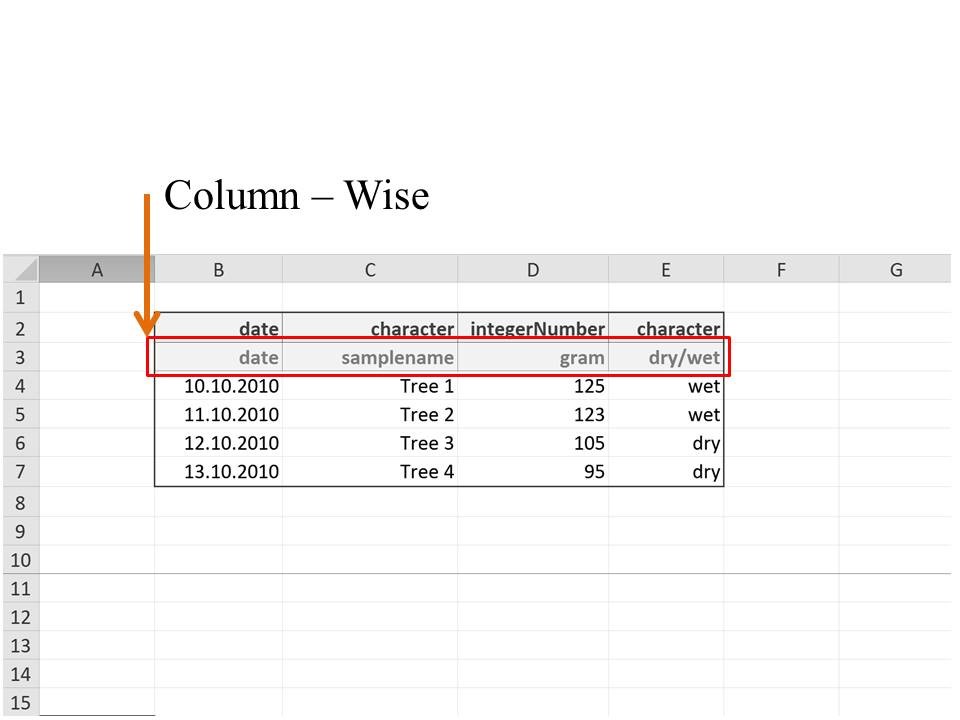 Column – Wise
A B C D E F G
1
2 date character integerNumber character
3 date samplename gram dry/wet
4 10.10.2010 Tree 1 125 wet
5 11.10.2010 Tree 2 123 wet
6 12.10.2010 Tree 3 105 dry
7 13.10.2010 Tree 4 95 dry
8
9
10
11
12
13
14
15